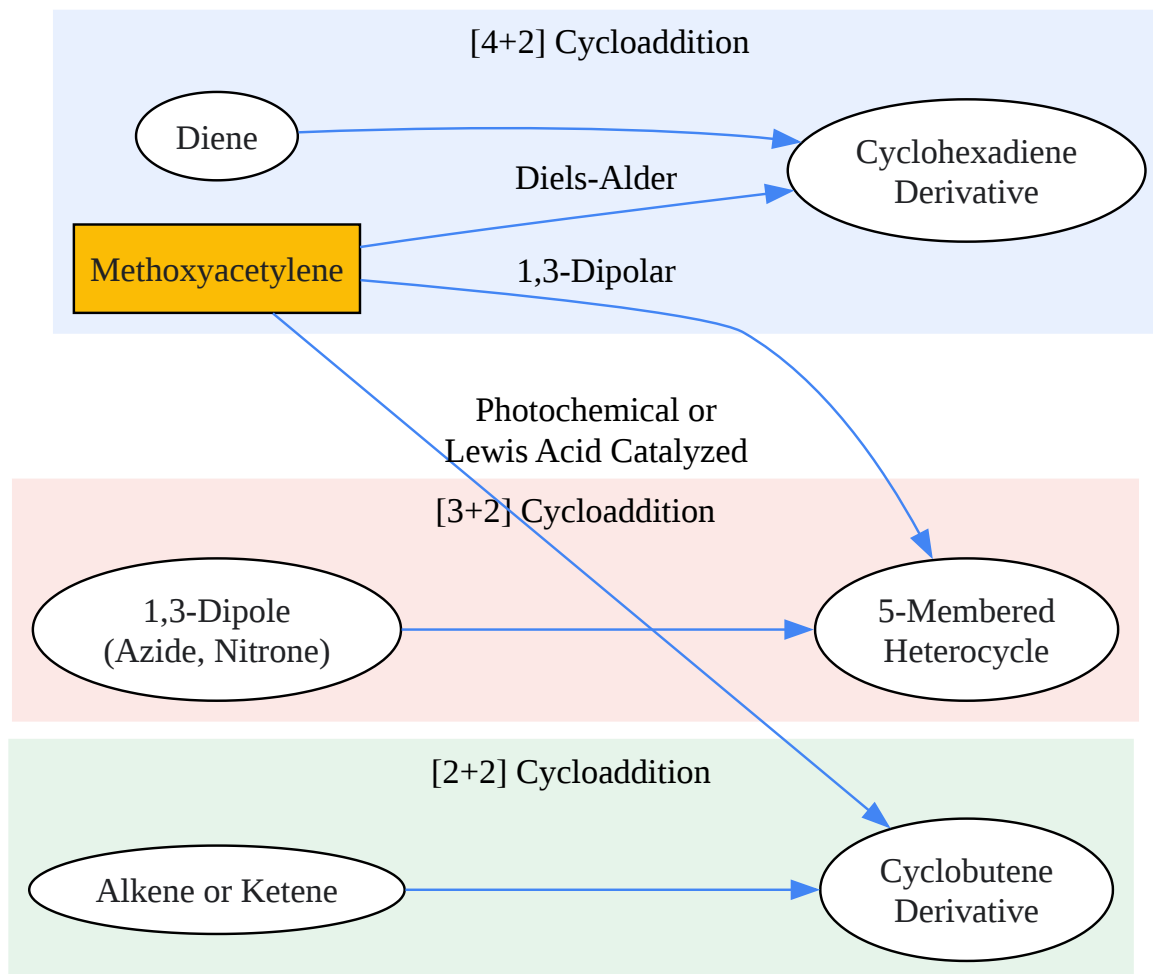 [4+2] Cycloaddition
Diene
Cyclohexadiene
Derivative
Diels-Alder
Methoxyacetylene
1,3-Dipolar
Photochemical or
Lewis Acid Catalyzed
[3+2] Cycloaddition
1,3-Dipole
(Azide, Nitrone)
5-Membered
Heterocycle
[2+2] Cycloaddition
Alkene or Ketene
Cyclobutene
Derivative